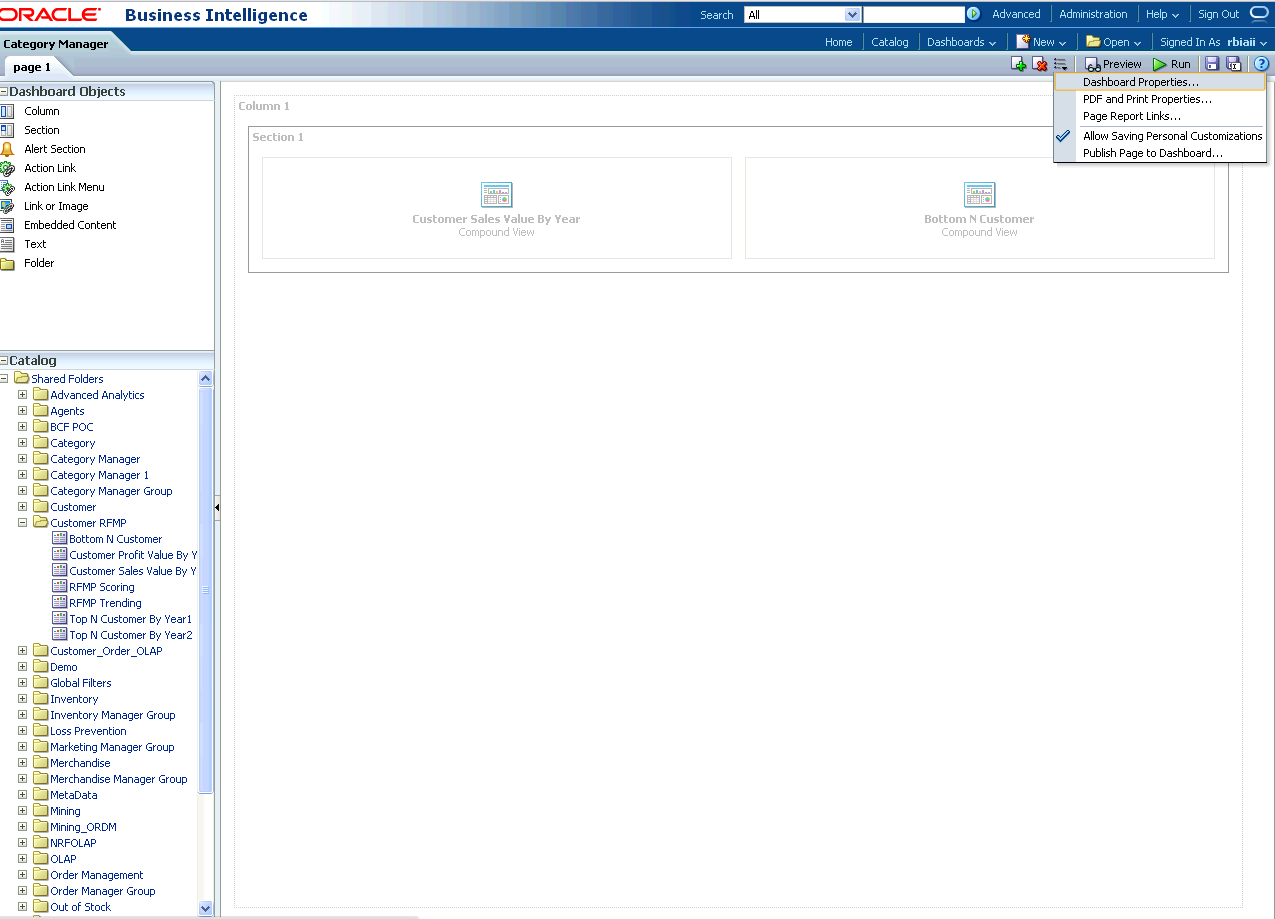 ORACLE Business Intelligence
Search All Advanced Administration Help Sign Out
Category Manager
Home Catalog Dashboards New Open Signed In As rbiaii
page 1
Preview Run
Dashboard Properties...
PDF and Print Properties...
Page Report Links...
Allow Saving Personal Customizations
Publish Page to Dashboard...
Dashboard Objects
Column
Section
Alert Section
Action Link
Action Link Menu
Link or Image
Embedded Content
Text
Folder
Column 1
Section 1
Customer Sales Value By Year
Compound View
Bottom N Customer
Compound View
Catalog
Shared Folders
Advanced Analytics
Agents
BCF POC
Category
Category Manager
Category Manager 1
Category Manager Group
Customer
Customer RFMP
Bottom N Customer
Customer Profit Value By Y
Customer Sales Value By Y
RFMP Scoring
RFMP Trending
Top N Customer By Year1
Top N Customer By Year2
Customer_Order_OLAP
Demo
Global Filters
Inventory
Inventory Manager Group
Loss Prevention
Marketing Manager Group
Merchandise
Merchandise Manager Group
MetaData
Mining
Mining_ORDM
NRFOLAP
OLAP
Order Management
Order Manager Group
Out of Stock